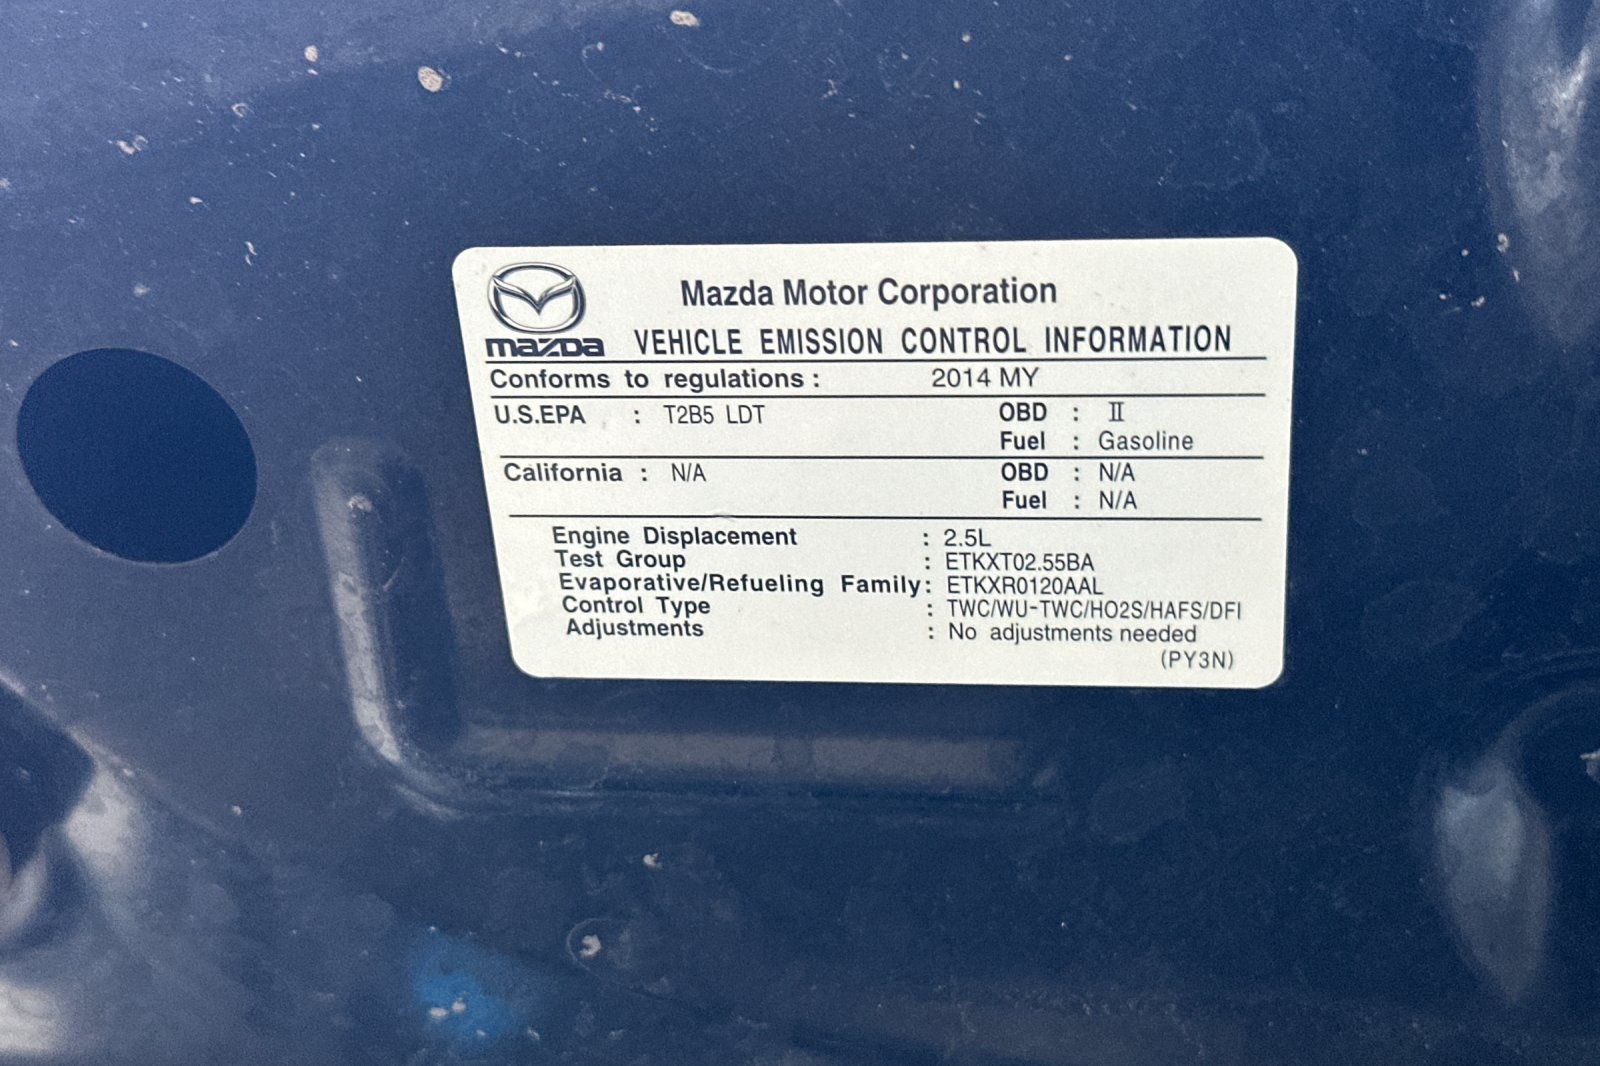 Mazda Motor Corporation
mazda VEHICLE EMISSION CONTROL INFORMATION
Conforms to regulations : 2014 MY
U.S.EPA : T2B5 LDT OBD : II
Fuel : Gasoline
California : N/A OBD : N/A
Fuel : N/A
Engine Displacement : 2.5L
Test Group : ETKXT02.55BA
Evaporative/Refueling Family : ETKXR0120AAL
Control Type : TWC/WU-TWC/HO2S/HAFS/DFI
Adjustments : No adjustments needed
(PY3N)